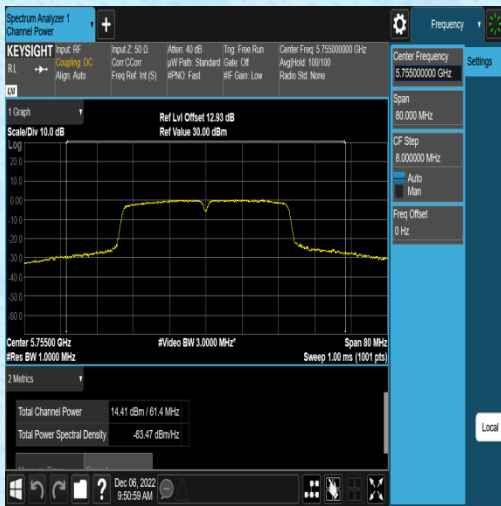 Spectrum Analyzer 1
Channel Power
+
Frequency
KEYSIGHT
RL
LXI
Input: RF
Coupling: DC
Align: Auto
Input Z: 50 Ω
Corr CCorr
Freq Ref: Int (S)
Atten: 40 dB
µW Path: Standard
#PNO: Fast
Trig: Free Run
Gate: Off
#IF Gain: Low
Center Freq: 5.755000000 GHz
Avg|Hold: 100/100
Radio Std: None
Center Frequency
5.755000000 GHz
Settings
Span
80.000 MHz
CF Step
8.000000 MHz
Auto
Man
Freq Offset
0 Hz
Local
1 Graph
Scale/Div 10.0 dB
Ref Lvl Offset 12.93 dB
Ref Value 30.00 dBm
Log
20.0
10.0
0.00
-10.0
-20.0
-30.0
-40.0
-50.0
-60.0
Center 5.75500 GHz
#Video BW 3.0000 MHz*
Span 80 MHz
#Res BW 1.0000 MHz
Sweep 1.00 ms (1001 pts)
2 Metrics
Total Channel Power 14.41 dBm / 61.4 MHz
Total Power Spectral Density -63.47 dBm/Hz
?
Dec 06, 2022
9:50:59 AM